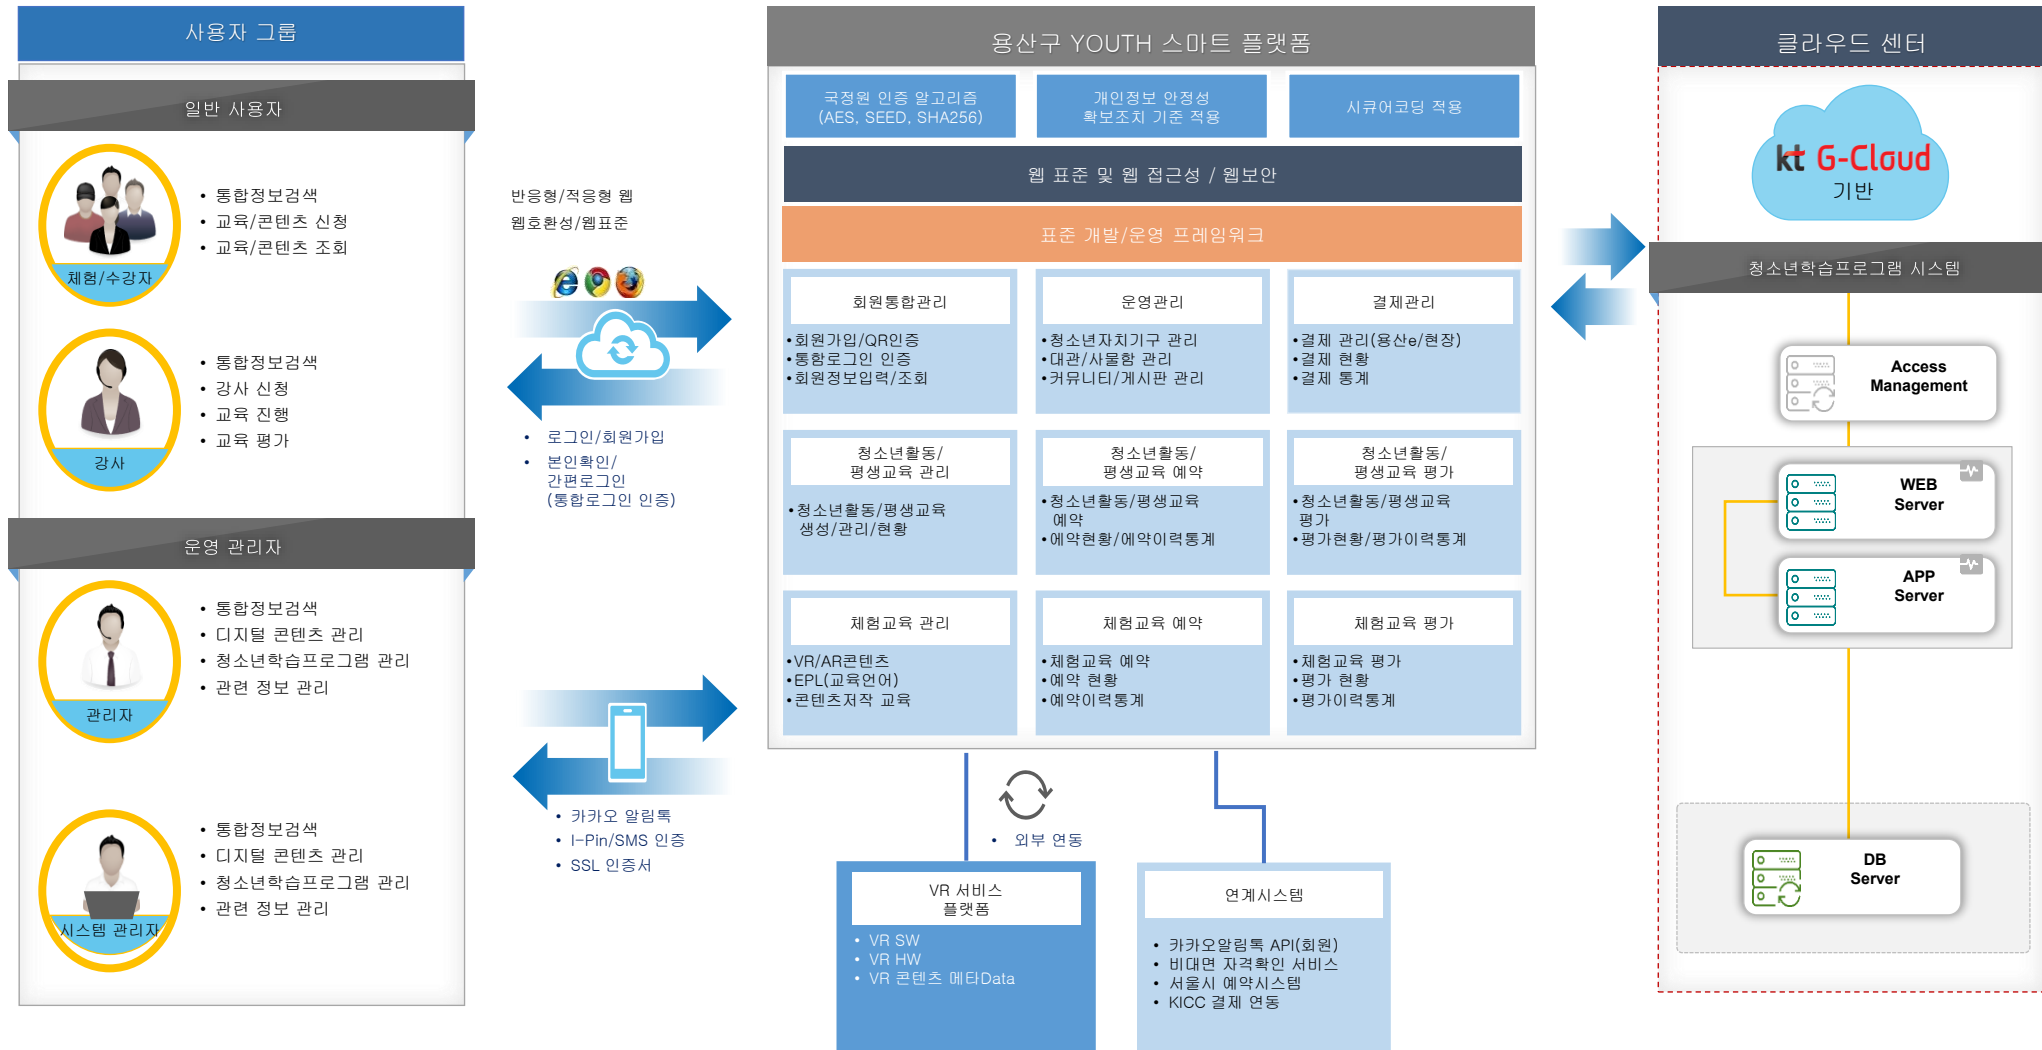 사용자 그룹
일반 사용자
체험/수강자
• 통합정보검색
• 교육/콘텐츠 신청
• 교육/콘텐츠 조회
강사
• 통합정보검색
• 강사 신청
• 교육 진행
• 교육 평가
운영 관리자
관리자
• 통합정보검색
• 디지털 콘텐츠 관리
• 청소년학습프로그램 관리
• 관련 정보 관리
시스템 관리자
• 통합정보검색
• 디지털 콘텐츠 관리
• 청소년학습프로그램 관리
• 관련 정보 관리
반응형/적응형 웹
웹호환성/웹표준
• 로그인/회원가입
• 본인확인/
간편로그인
(통합로그인 인증)
• 카카오 알림톡
• I-Pin/SMS 인증
• SSL 인증서
용산구 YOUTH 스마트 플랫폼
국정원 인증 알고리즘
(AES, SEED, SHA256)
개인정보 안정성
확보조치 기준 적용
시큐어코딩 적용
웹 표준 및 웹 접근성 / 웹보안
표준 개발/운영 프레임워크
회원통합관리
•회원가입/QR인증
•통합로그인 인증
•회원정보입력/조회
운영관리
•청소년자치기구 관리
•대관/사물함 관리
•커뮤니티/게시판 관리
결제관리
•결제 관리(용산e/현장)
•결제 현황
•결제 통계
청소년활동/
평생교육 관리
•청소년활동/평생교육
생성/관리/현황
청소년활동/
평생교육 예약
•청소년활동/평생교육
예약
•에약현황/에약이력통계
청소년활동/
평생교육 평가
•청소년활동/평생교육
평가
•평가현황/평가이력통계
체험교육 관리
•VR/AR콘텐츠
•EPL(교육언어)
•콘텐츠저작 교육
체험교육 예약
•체험교육 예약
•예약 현황
•예약이력통계
체험교육 평가
•체험교육 평가
•평가 현황
•평가이력통계
• 외부 연동
VR 서비스
플랫폼
• VR SW
• VR HW
• VR 콘텐츠 메타Data
연계시스템
• 카카오알림톡 API(회원)
• 비대면 자격확인 서비스
• 서울시 예약시스템
• KICC 결제 연동
클라우드 센터
kt G-Cloud
기반
청소년학습프로그램 시스템
Access
Management
WEB
Server
APP
Server
DB
Server